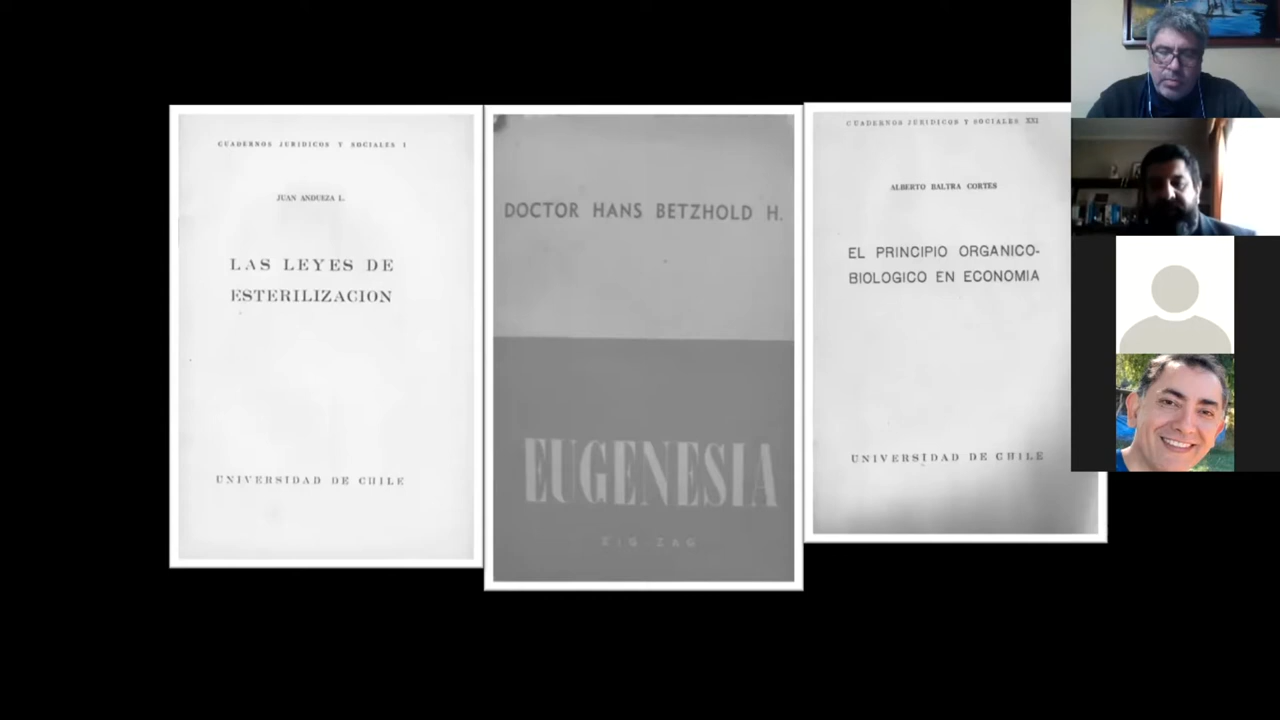 CUADERNOS JURIDICOS Y SOCIALES I
JUAN ANDUEZA L.
LAS LEYES DE
ESTERILIZACION
UNIVERSIDAD DE CHILE
DOCTOR HANS BETZHOLD H.
EUGENESIA
ZIG ZAG
CUADERNOS JURIDICOS Y SOCIALES XXI
ALBERTO BALTRA CORTES
EL PRINCIPIO ORGANICO-
BIOLOGICO EN ECONOMIA
UNIVERSIDAD DE CHILE